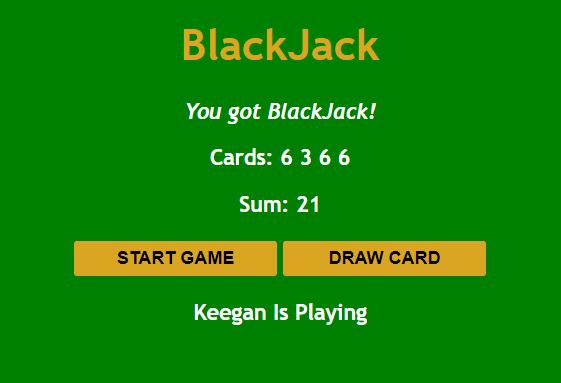 BlackJack
You got BlackJack!
Cards: 6 3 6 6
Sum: 21
START GAME DRAW CARD
Keegan Is Playing